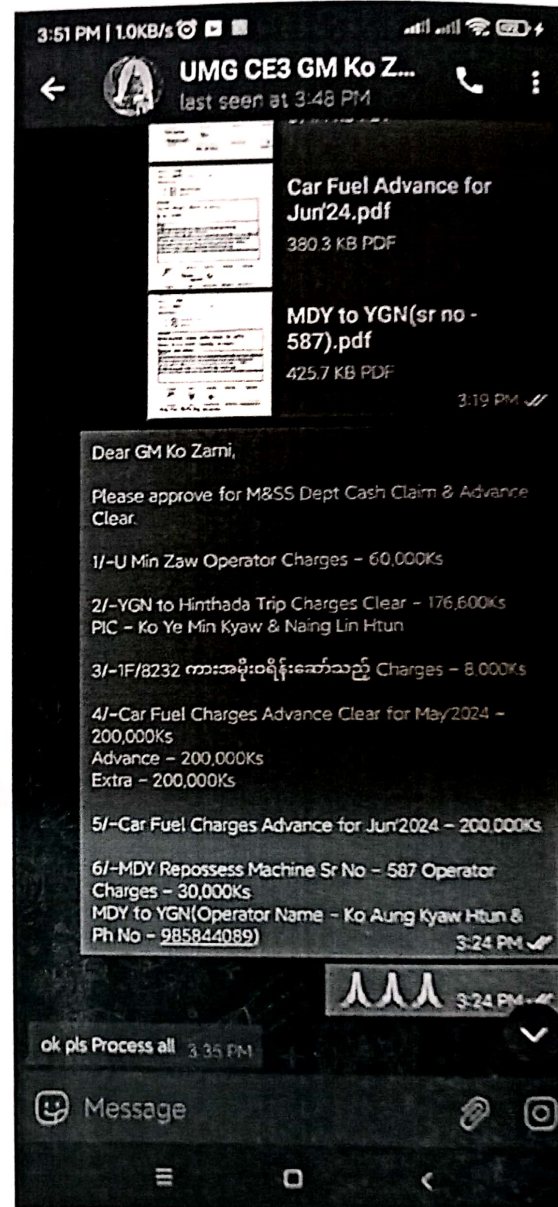 3:51 PM | 1.0KB/s
UMG CE3 GM Ko Z...
last seen at 3:48 PM
Car Fuel Advance for
Jun'24.pdf
380.3 KB PDF
MDY to YGN(sr no -
587).pdf
425.7 KB PDF
3:19 PM
Dear GM Ko Zarni,
Please approve for M&SS Dept Cash Claim & Advance
Clear.
1/-U Min Zaw Operator Charges – 60,000Ks
2/-YGN to Hinthada Trip Charges Clear – 176,600Ks
PIC – Ko Ye Min Kyaw & Naing Lin Htun
3/-1F/8232 ကားအမိုးဝရိန်းဆော်သည့် Charges – 8,000Ks
4/-Car Fuel Charges Advance Clear for May'2024 –
200,000Ks
Advance – 200,000Ks
Extra – 200,000Ks
5/-Car Fuel Charges Advance for Jun'2024 – 200,000Ks
6/-MDY Repossess Machine Sr No – 587 Operator
Charges – 30,000Ks
MDY to YGN(Operator Name – Ko Aung Kyaw Htun &
Ph No – 985844089)
3:24 PM
3:24 PM
ok pls Process all 3:35 PM
Message